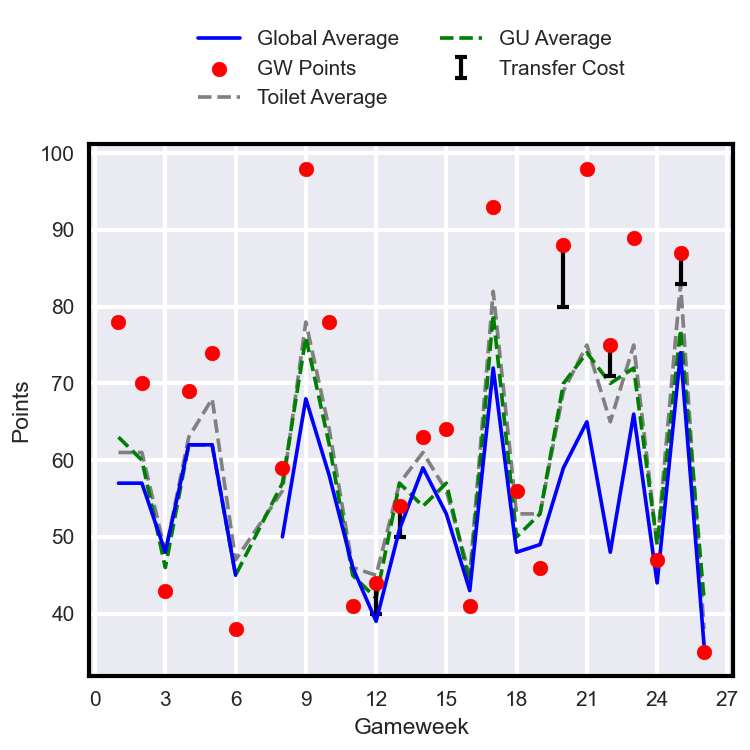 Global Average
GW Points
Toilet Average
GU Average
Transfer Cost
100
90
80
70
60
50
40
Points
0 3 6 9 12 15 18 21 24 27
Gameweek